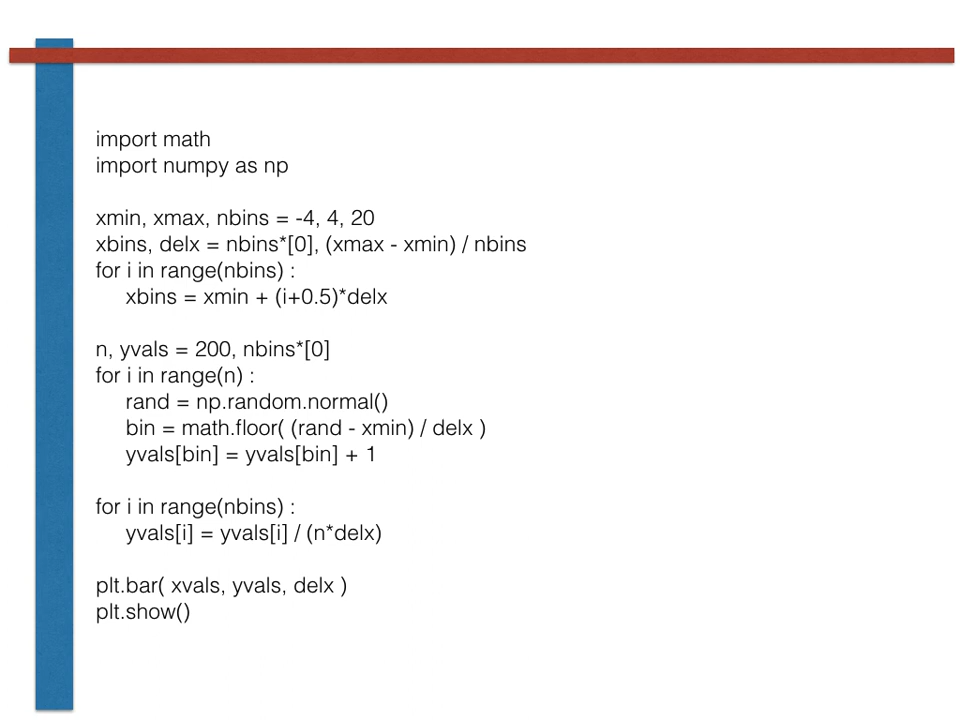 import math
import numpy as np
xmin, xmax, nbins = -4, 4, 20
xbins, delx = nbins*[0], (xmax - xmin) / nbins
for i in range(nbins) :
xbins = xmin + (i+0.5)*delx
n, yvals = 200, nbins*[0]
for i in range(n) :
rand = np.random.normal()
bin = math.floor( (rand - xmin) / delx )
yvals[bin] = yvals[bin] + 1
for i in range(nbins) :
yvals[i] = yvals[i] / (n*delx)
plt.bar( xvals, yvals, delx )
plt.show()